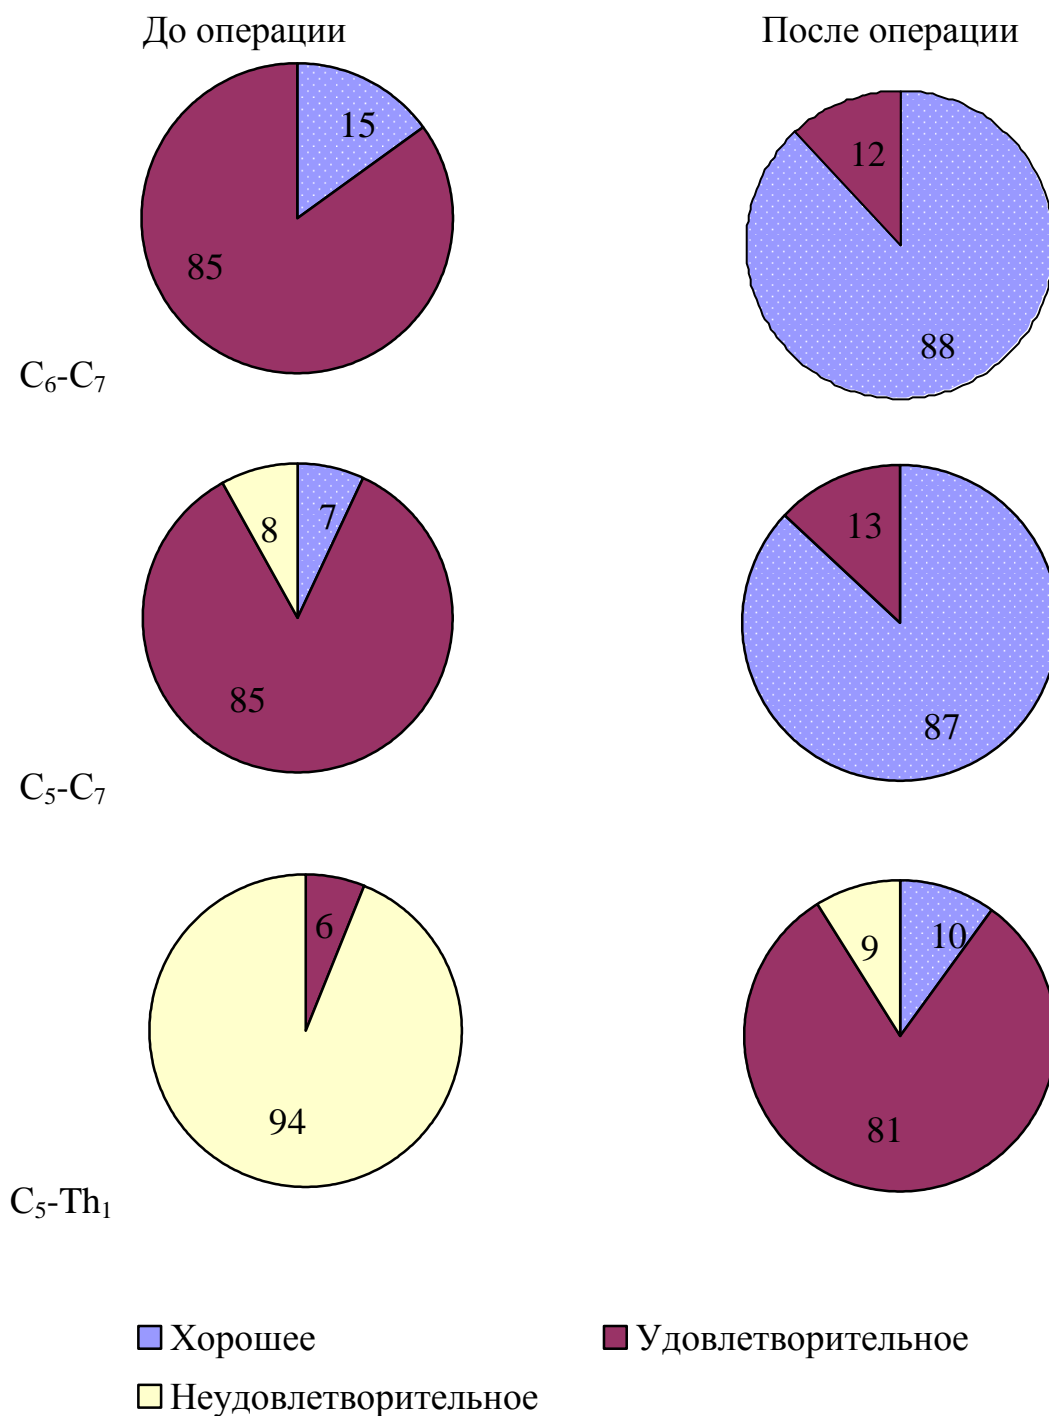 До операции
После операции
15
85
12
88
C₆-C₇
8
7
85
13
87
C₅-C₇
6
94
9
10
81
C₅-Th₁
Хорошее
Удовлетворительное
Неудовлетворительное